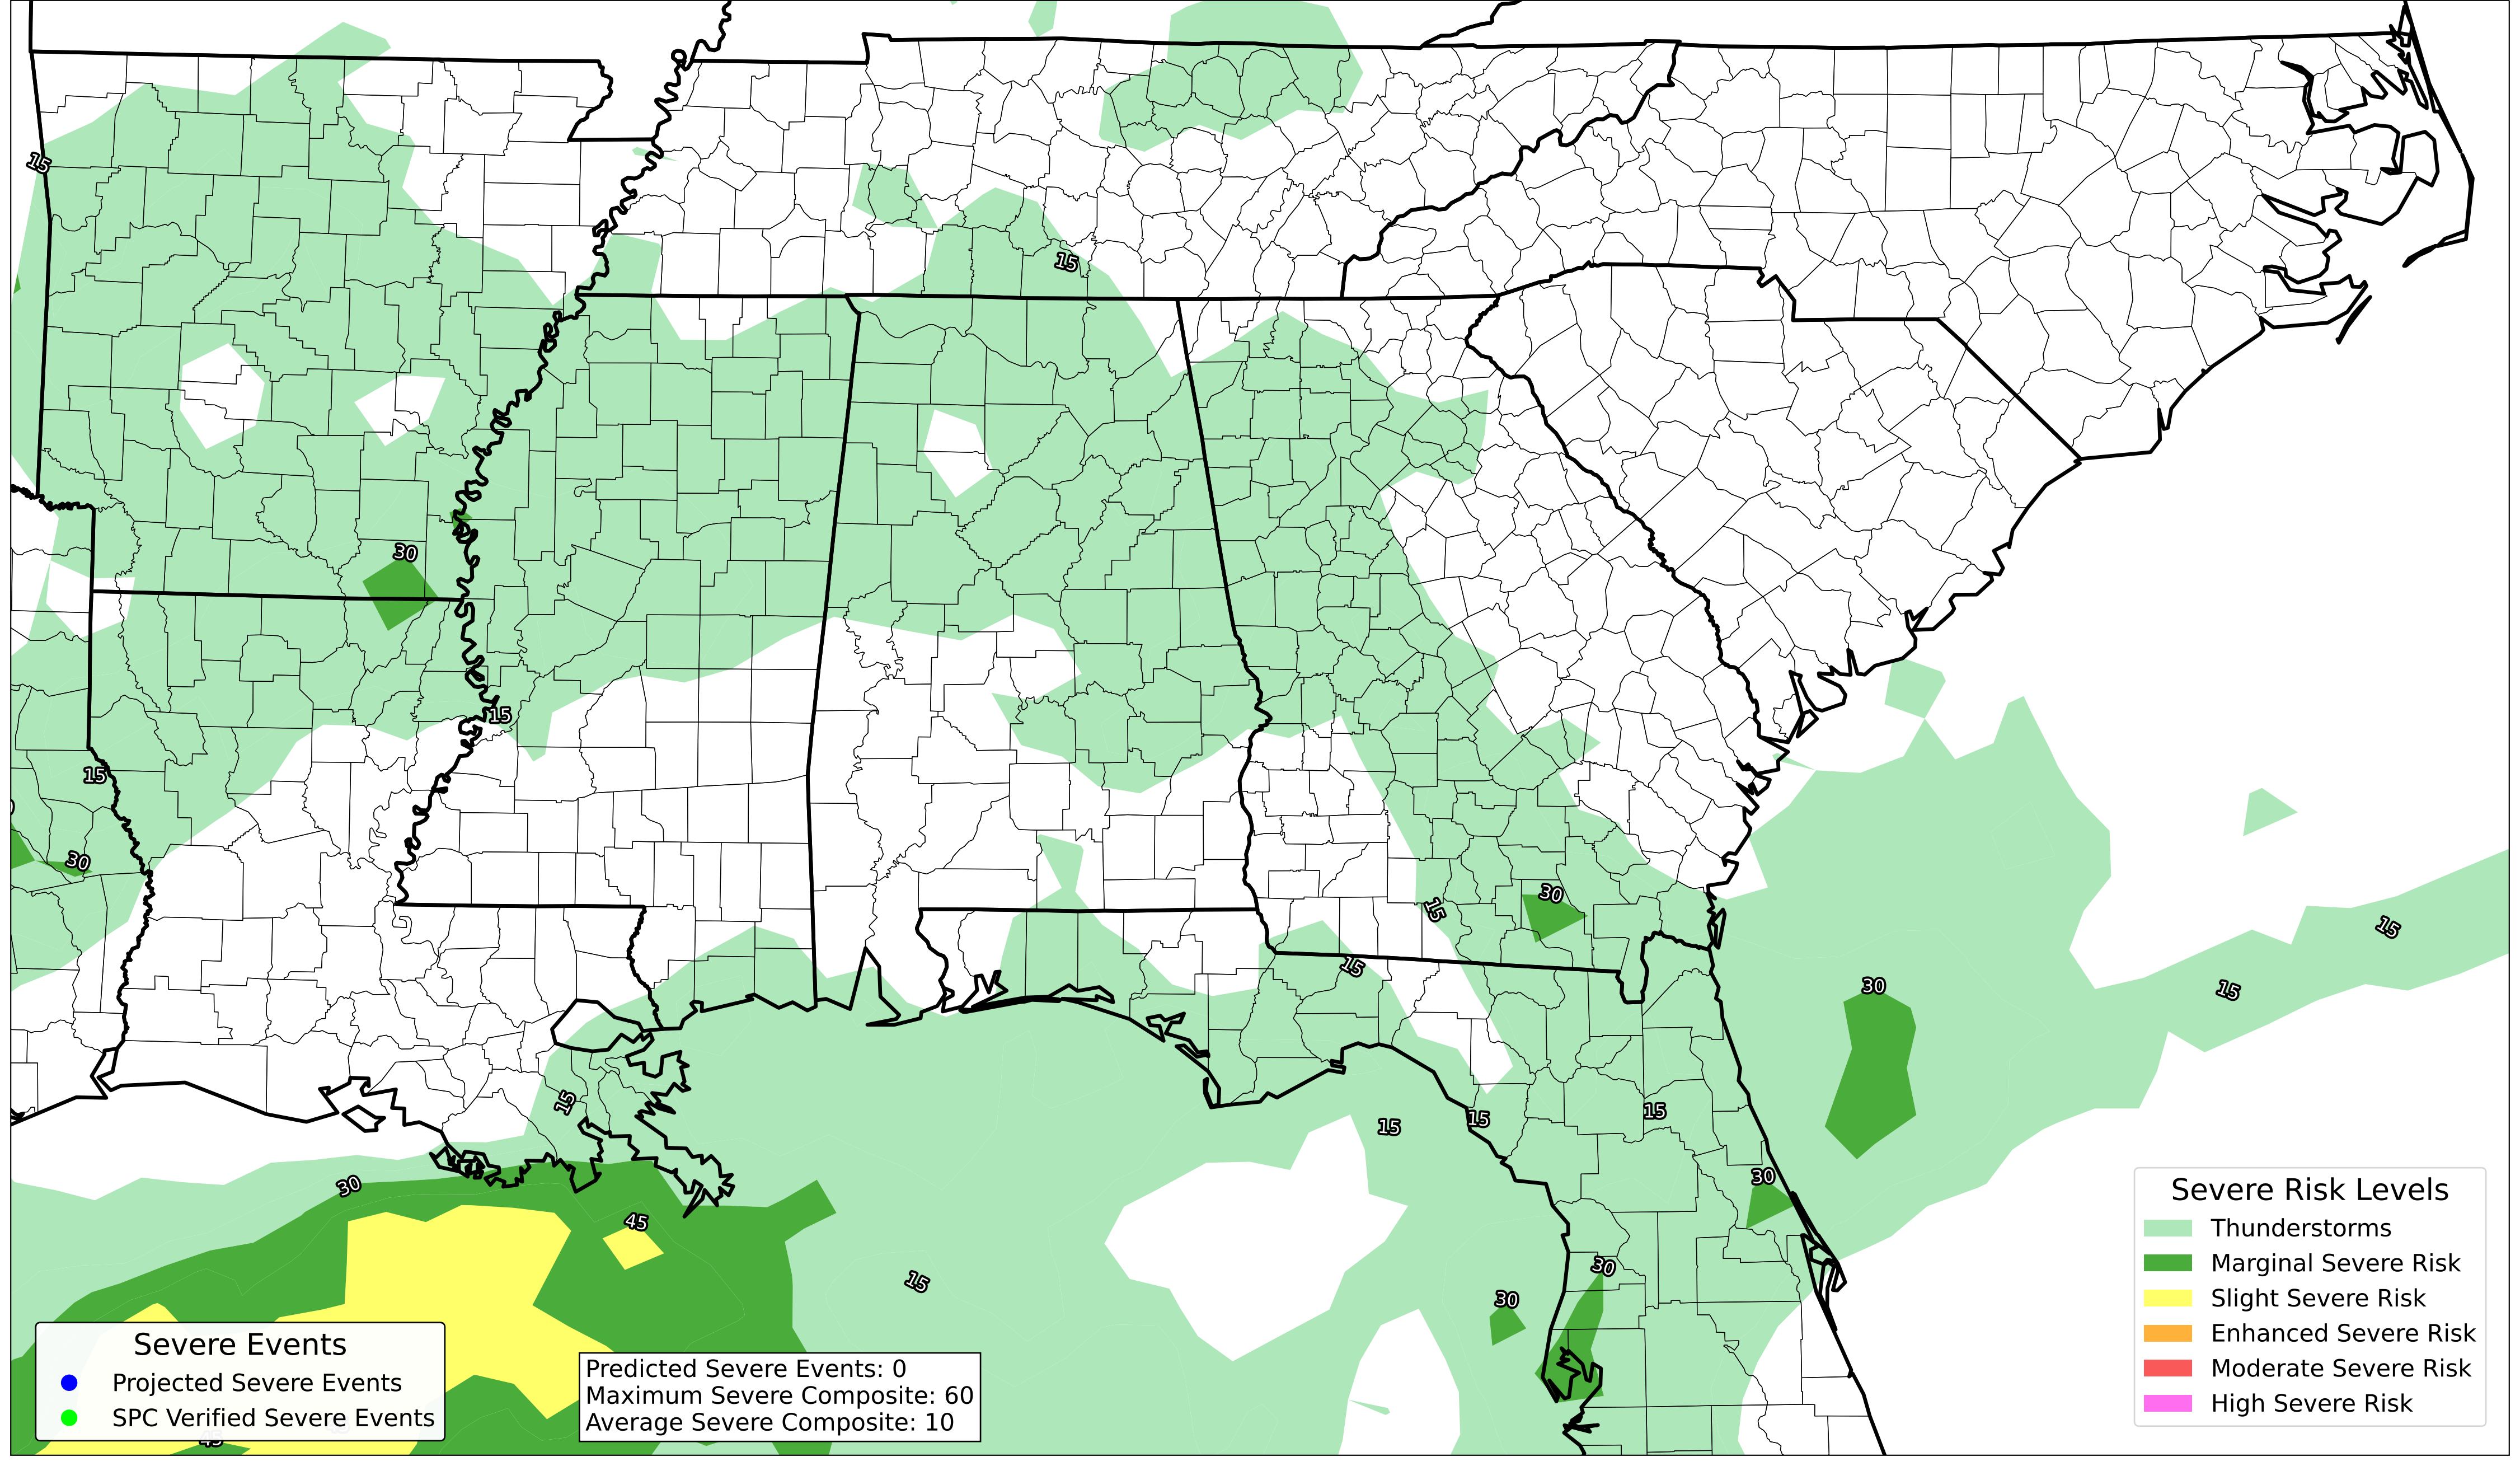 15
15
30
15
15
30
30
15
15
15
15
30
15
15
15
15
15
30
30
45
30
30
15
45
Severe Events
Projected Severe Events
SPC Verified Severe Events
Predicted Severe Events: 0
Maximum Severe Composite: 60
Average Severe Composite: 10
Severe Risk Levels
Thunderstorms
Marginal Severe Risk
Slight Severe Risk
Enhanced Severe Risk
Moderate Severe Risk
High Severe Risk